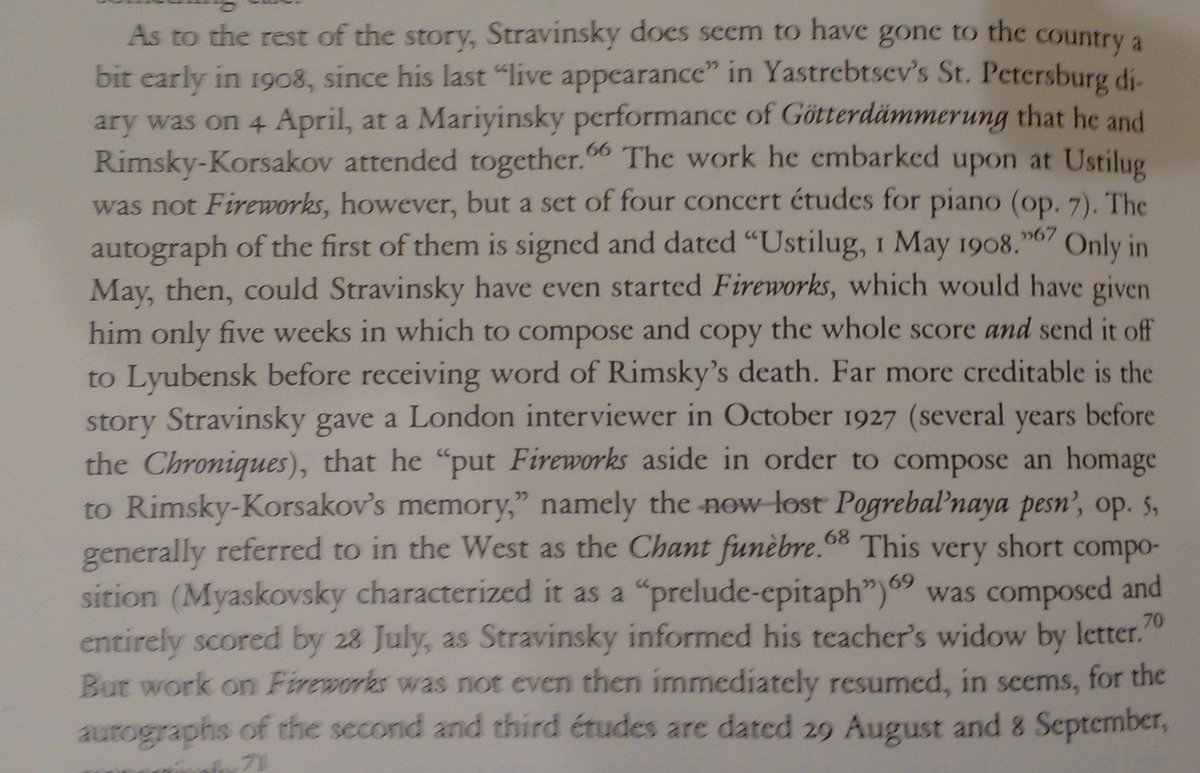 something else.
As to the rest of the story, Stravinsky does seem to have gone to the country a
bit early in 1908, since his last “live appearance” in Yastrebtsev’s St. Petersburg di-
ary was on 4 April, at a Mariyinsky performance of Götterdämmerung that he and
Rimsky-Korsakov attended together.66 The work he embarked upon at Ustilug
was not Fireworks, however, but a set of four concert études for piano (op. 7). The
autograph of the first of them is signed and dated “Ustilug, 1 May 1908.”67 Only in
May, then, could Stravinsky have even started Fireworks, which would have given
him only five weeks in which to compose and copy the whole score and send it off
to Lyubensk before receiving word of Rimsky’s death. Far more creditable is the
story Stravinsky gave a London interviewer in October 1927 (several years before
the Chroniques), that he “put Fireworks aside in order to compose an homage
to Rimsky-Korsakov’s memory,” namely the now lost Pogrebal’naya pesn’, op. 5,
generally referred to in the West as the Chant funèbre.68 This very short compo-
sition (Myaskovsky characterized it as a “prelude-epitaph”)69 was composed and
entirely scored by 28 July, as Stravinsky informed his teacher’s widow by letter.70
But work on Fireworks was not even then immediately resumed, in seems, for the
autographs of the second and third études are dated 29 August and 8 September,
71